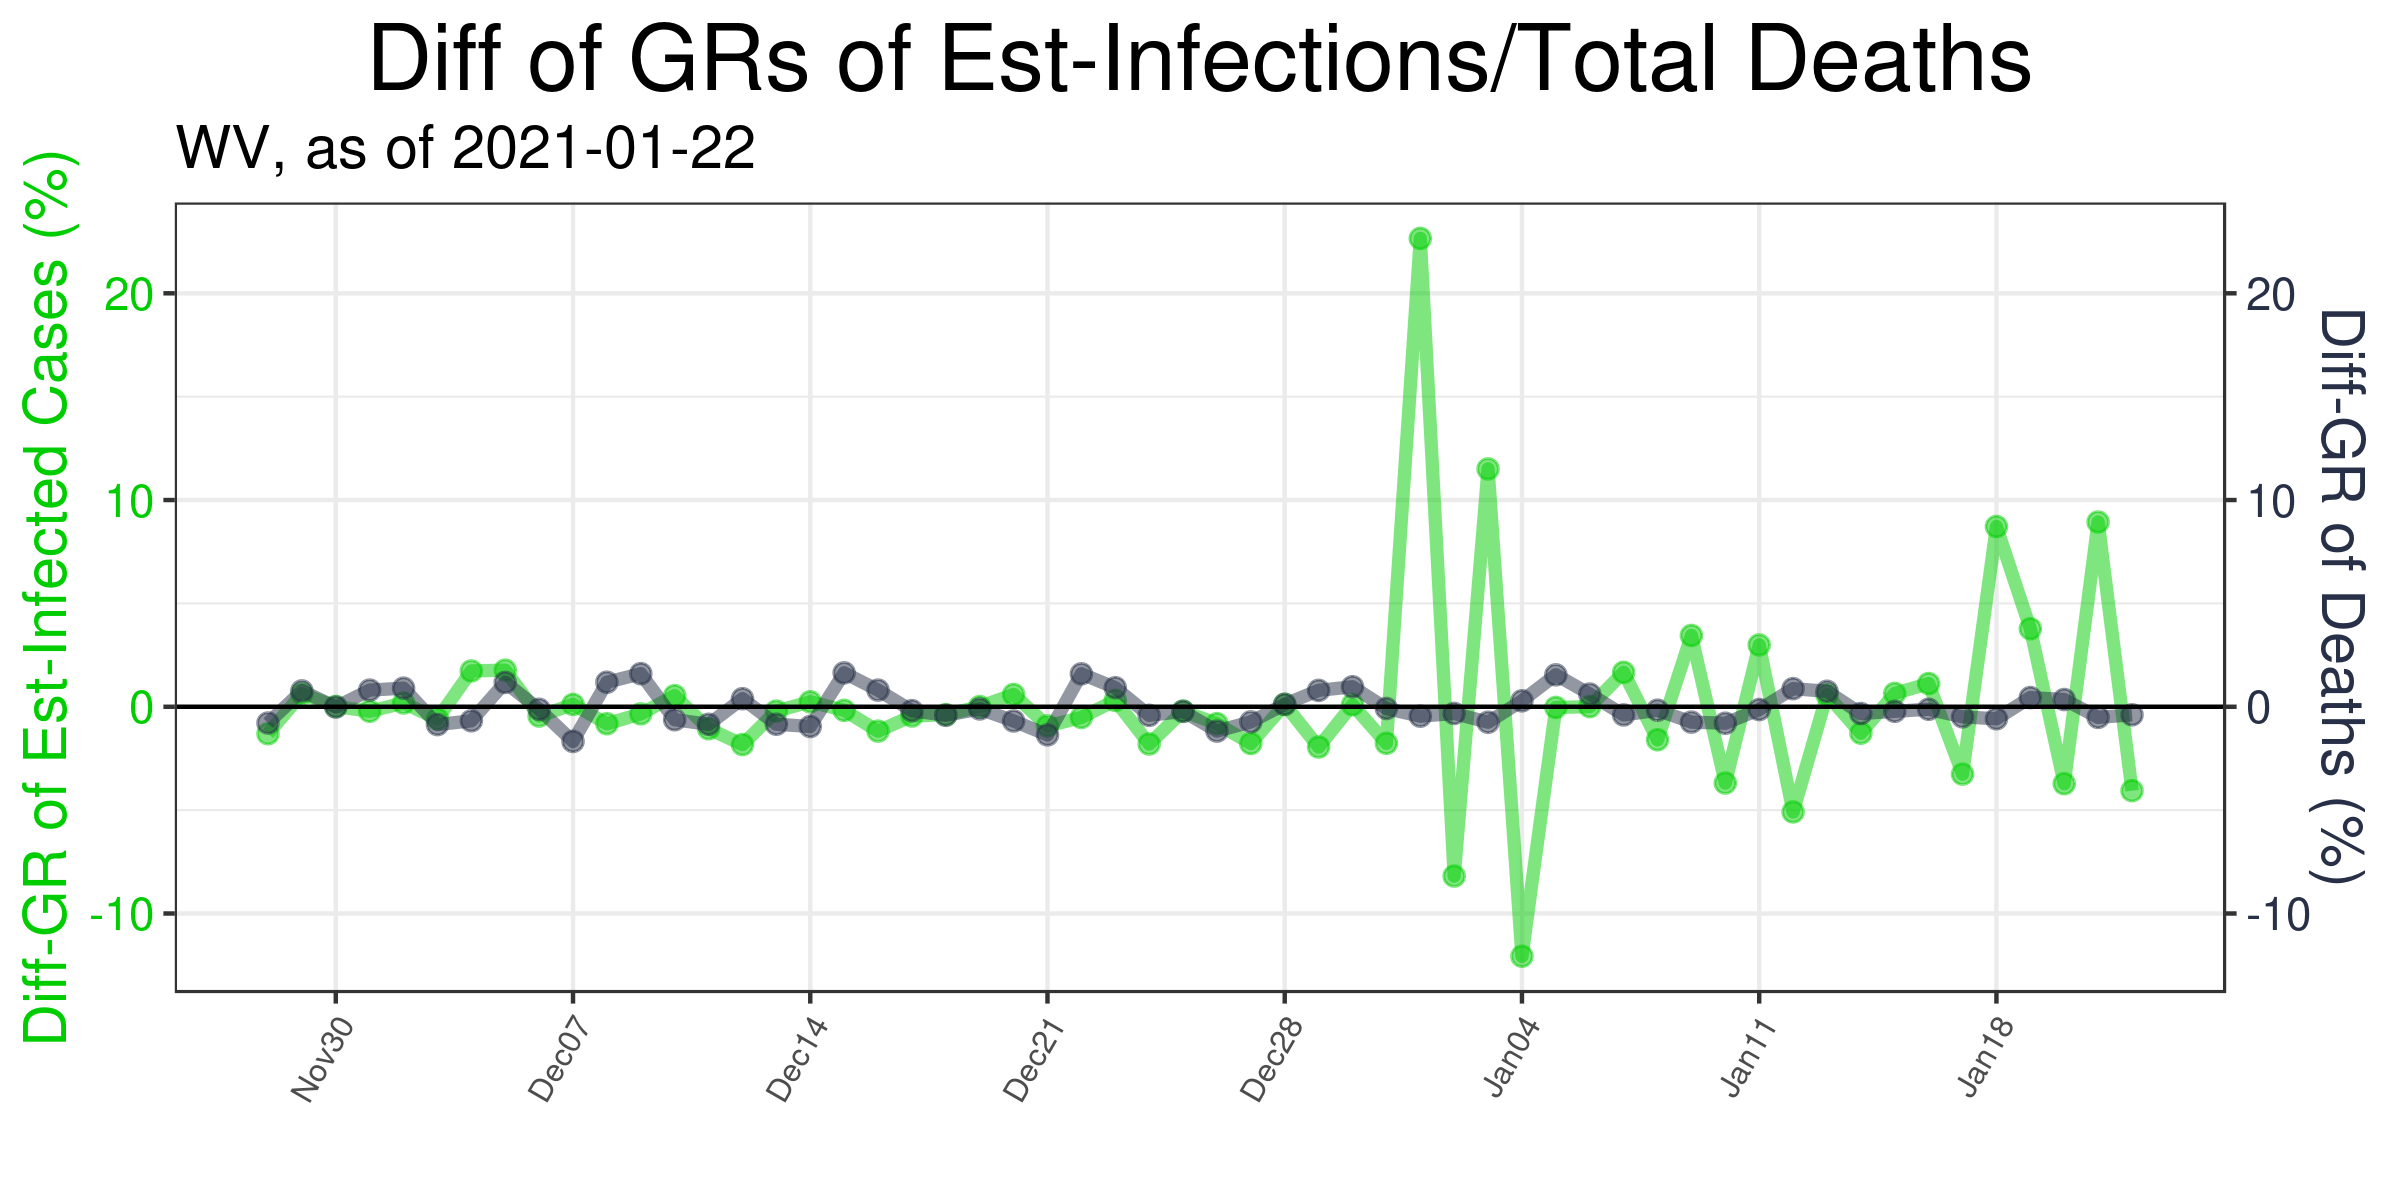 Diff of GRs of Est-Infections/Total Deaths
WV, as of 2021-01-22
Diff-GR of Est-Infected Cases (%)
20
10
0
-10
20
10
0
-10
Diff-GR of Deaths (%)
Nov30
Dec07
Dec14
Dec21
Dec28
Jan04
Jan11
Jan18